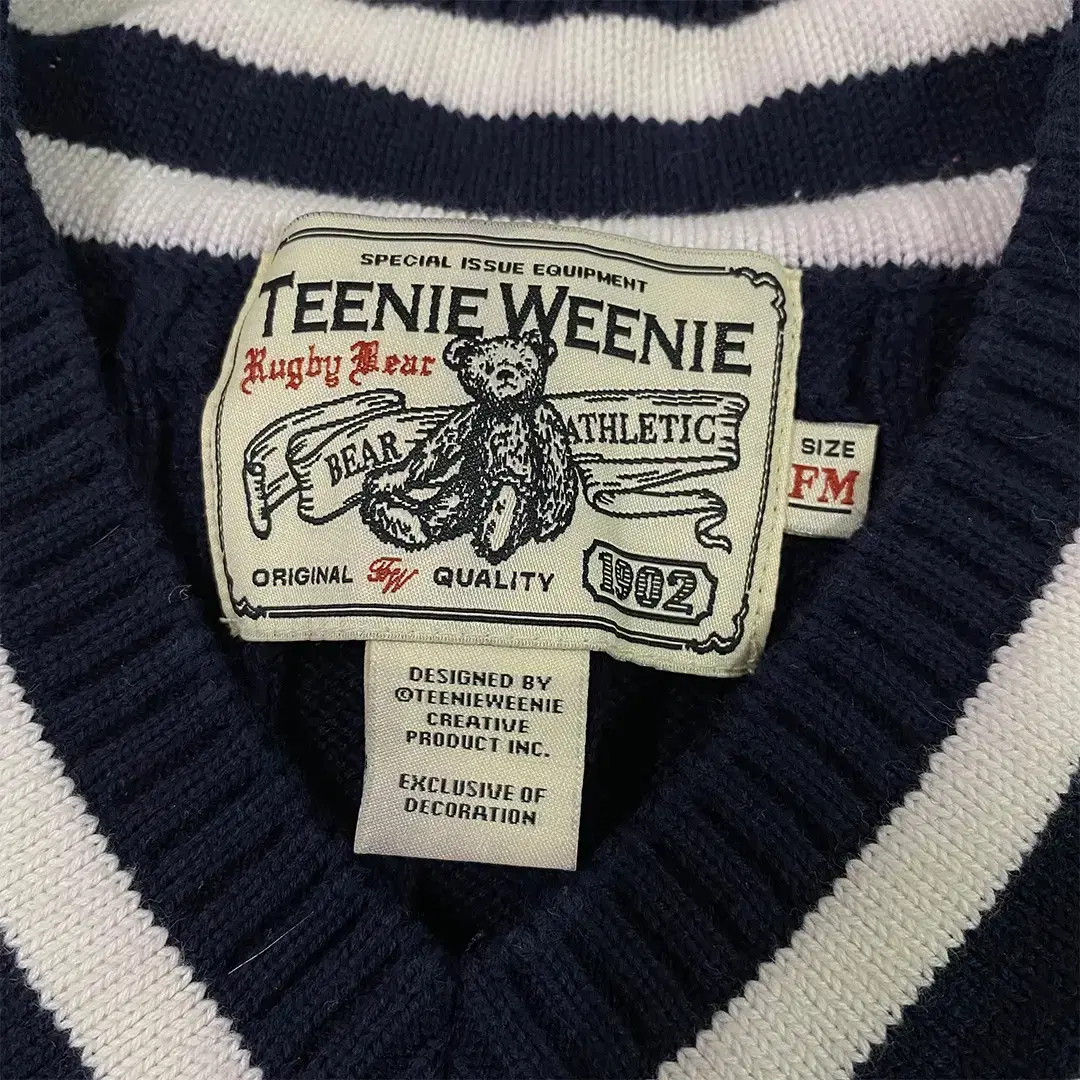 SPECIAL ISSUE EQUIPMENT
TEENIE WEENIE
Rugby Bear
BEAR ATHLETIC
ORIGINAL TW QUALITY
1902
SIZE
FM
DESIGNED BY
©TEENIEWEENIE
CREATIVE
PRODUCT INC.
EXCLUSIVE OF
DECORATION